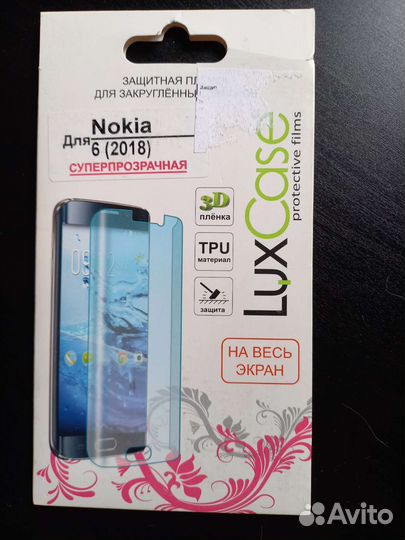 ЗАЩИТНАЯ
ДЛЯ ЗАКРУГЛЁННЫ
Для Nokia
6 (2018)
СУПЕРПРОЗРАЧНАЯ
3D
плёнка
TPU
материал
защита
НА ВЕСЬ
ЭКРАН
LuxCase
protective films
Avito